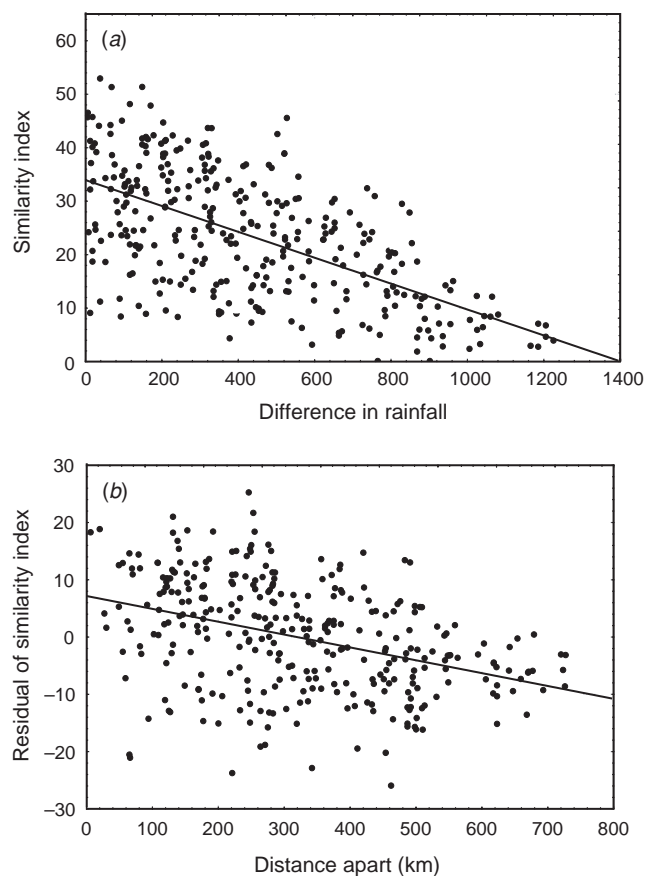 (a)
Similarity index
60
50
40
30
20
10
0
0 200 400 600 800 1000 1200 1400
Difference in rainfall
(b)
Residual of similarity index
30
20
10
0
–10
–20
–30
0 100 200 300 400 500 600 700 800
Distance apart (km)